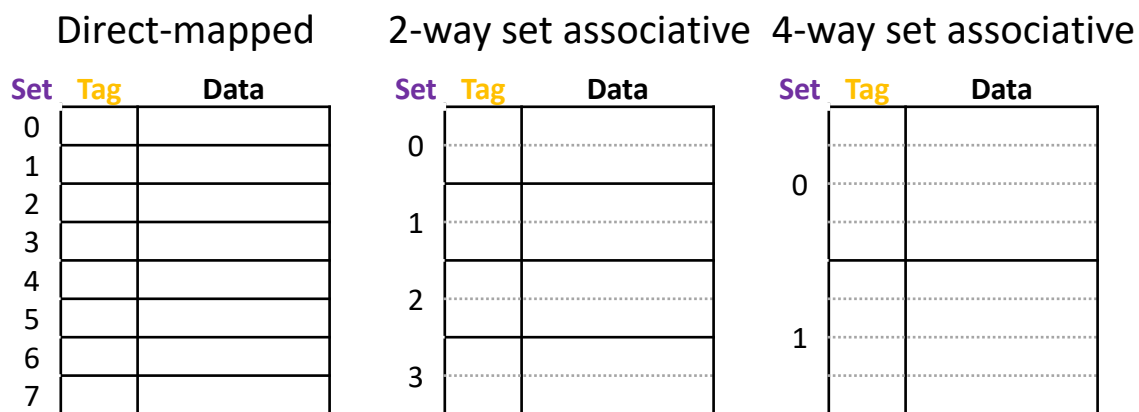 Direct-mapped
Set Tag Data
0
1
2
3
4
5
6
7
2-way set associative
Set Tag Data
0
1
2
3
4-way set associative
Set Tag Data
0
1